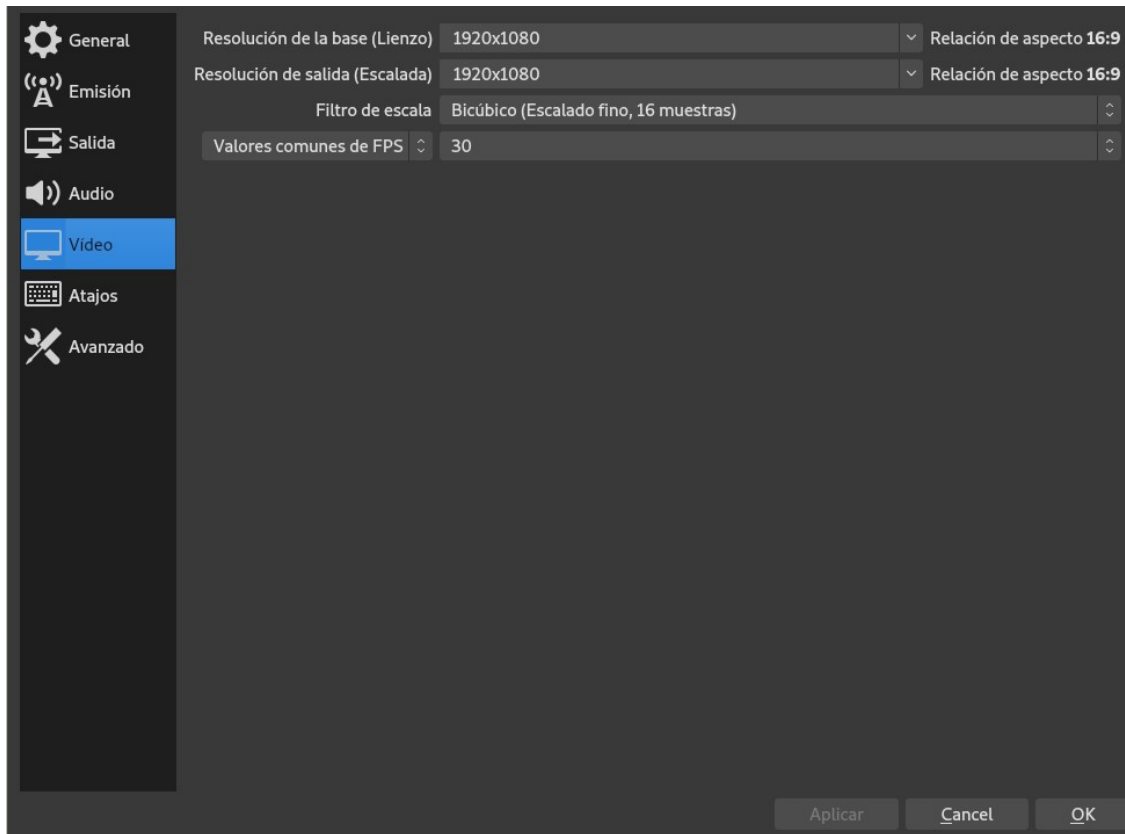 General
Emisión
Salida
Audio
Vídeo
Atajos
Avanzado
Resolución de la base (Lienzo) 1920x1080 Relación de aspecto 16:9
Resolución de salida (Escalada) 1920x1080 Relación de aspecto 16:9
Filtro de escala Bicúbico (Escalado fino, 16 muestras)
Valores comunes de FPS 30
Aplicar Cancel OK